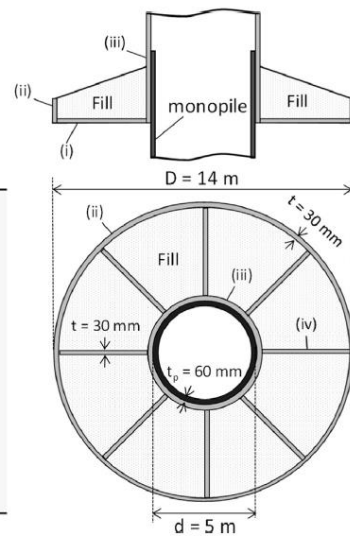 (iii)
(ii)
Fill
Fill
monopile
(i)
D = 14 m
(ii)
t = 30 mm
Fill
(iii)
t = 30 mm
(iv)
tₚ = 60 mm
d = 5 m